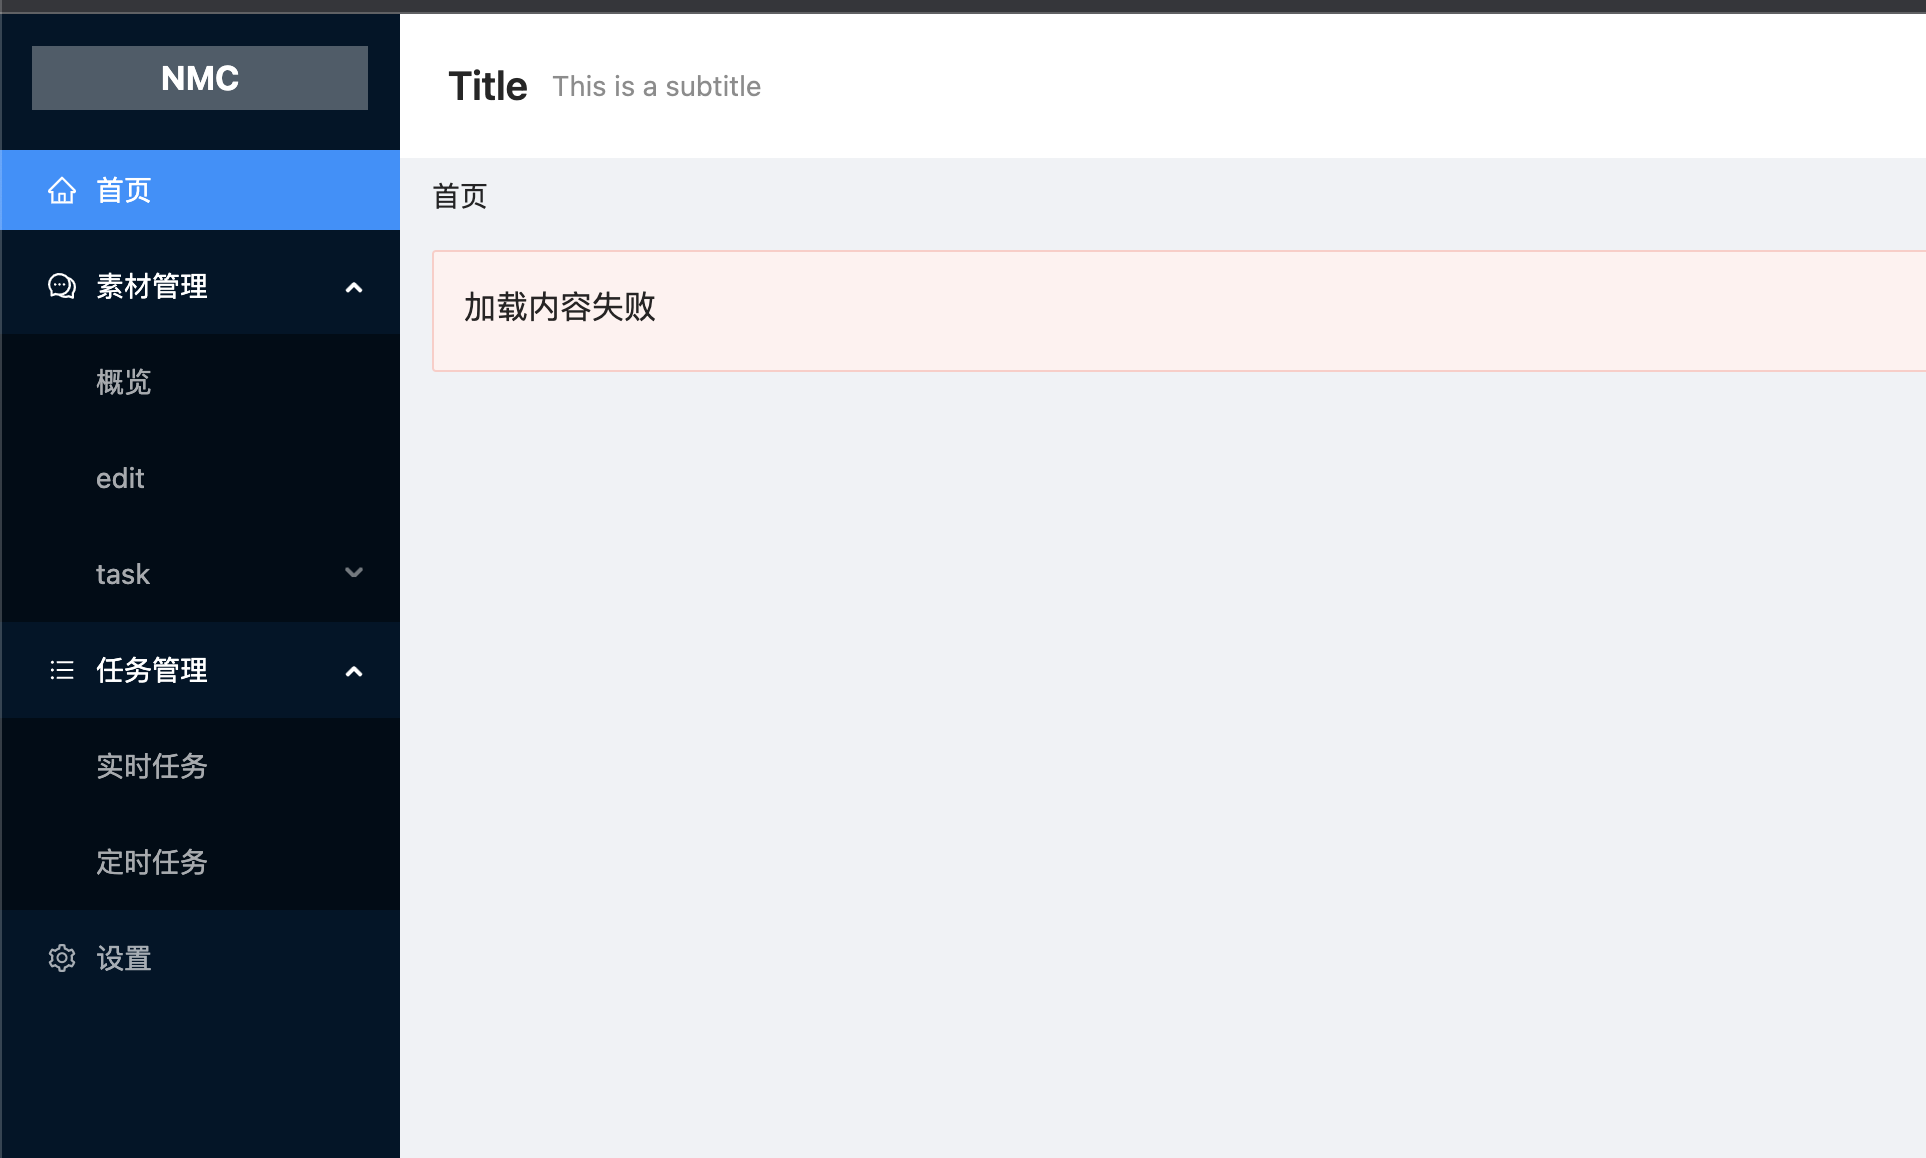 NMC
首页
素材管理
概览
edit
task
任务管理
实时任务
定时任务
设置
Title This is a subtitle
首页
加载内容失败